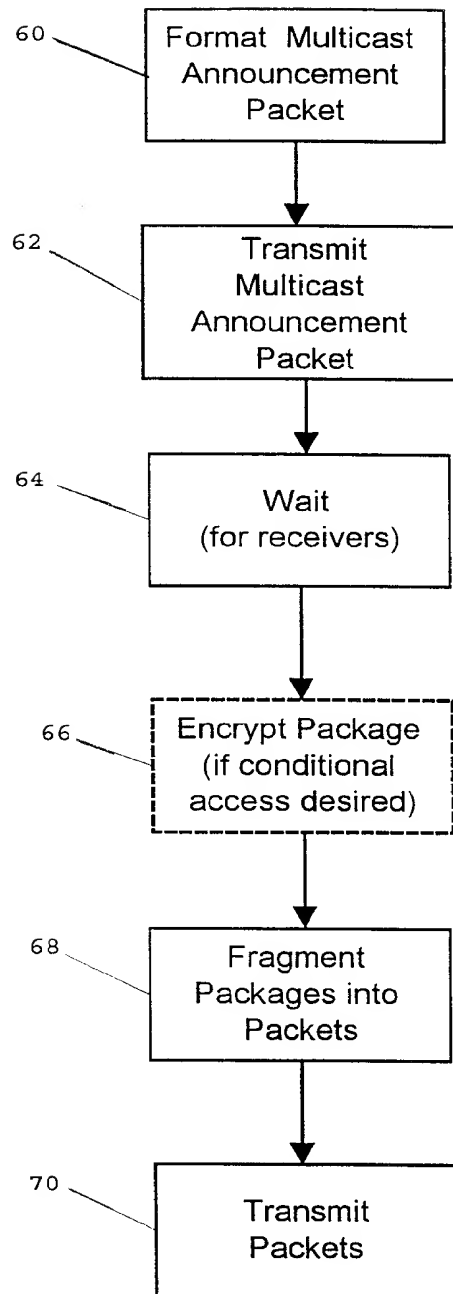 60
Format Multicast
Announcement
Packet
62
Transmit
Multicast
Announcement
Packet
64
Wait
(for receivers)
66
Encrypt Package
(if conditional
access desired)
68
Fragment
Packages into
Packets
70
Transmit
Packets